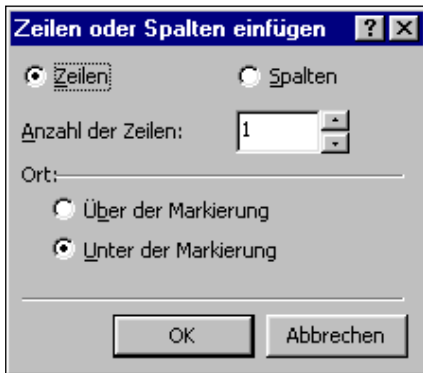 Zeilen oder Spalten einfügen ? X
Zeilen Spalten
Anzahl der Zeilen: 1
Ort:
Über der Markierung
Unter der Markierung
OK Abbrechen